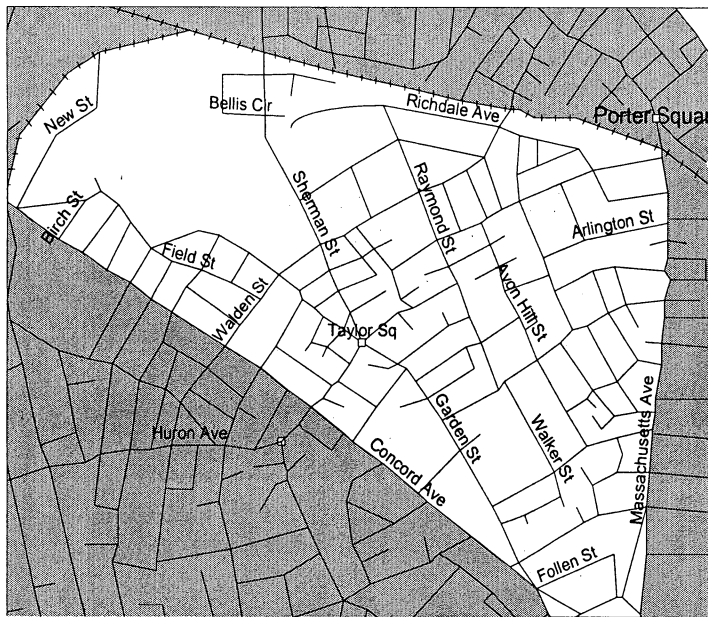 New St
Bellis Cir
Richdale Ave
Porter Squar
Birch St
Sherman St
Raymond St
Arlington St
Field St
Walden St
Avon Hill St
Taylor Sq
Huron Ave
Garden St
Walker St
Massachusetts Ave
Concord Ave
Follen St